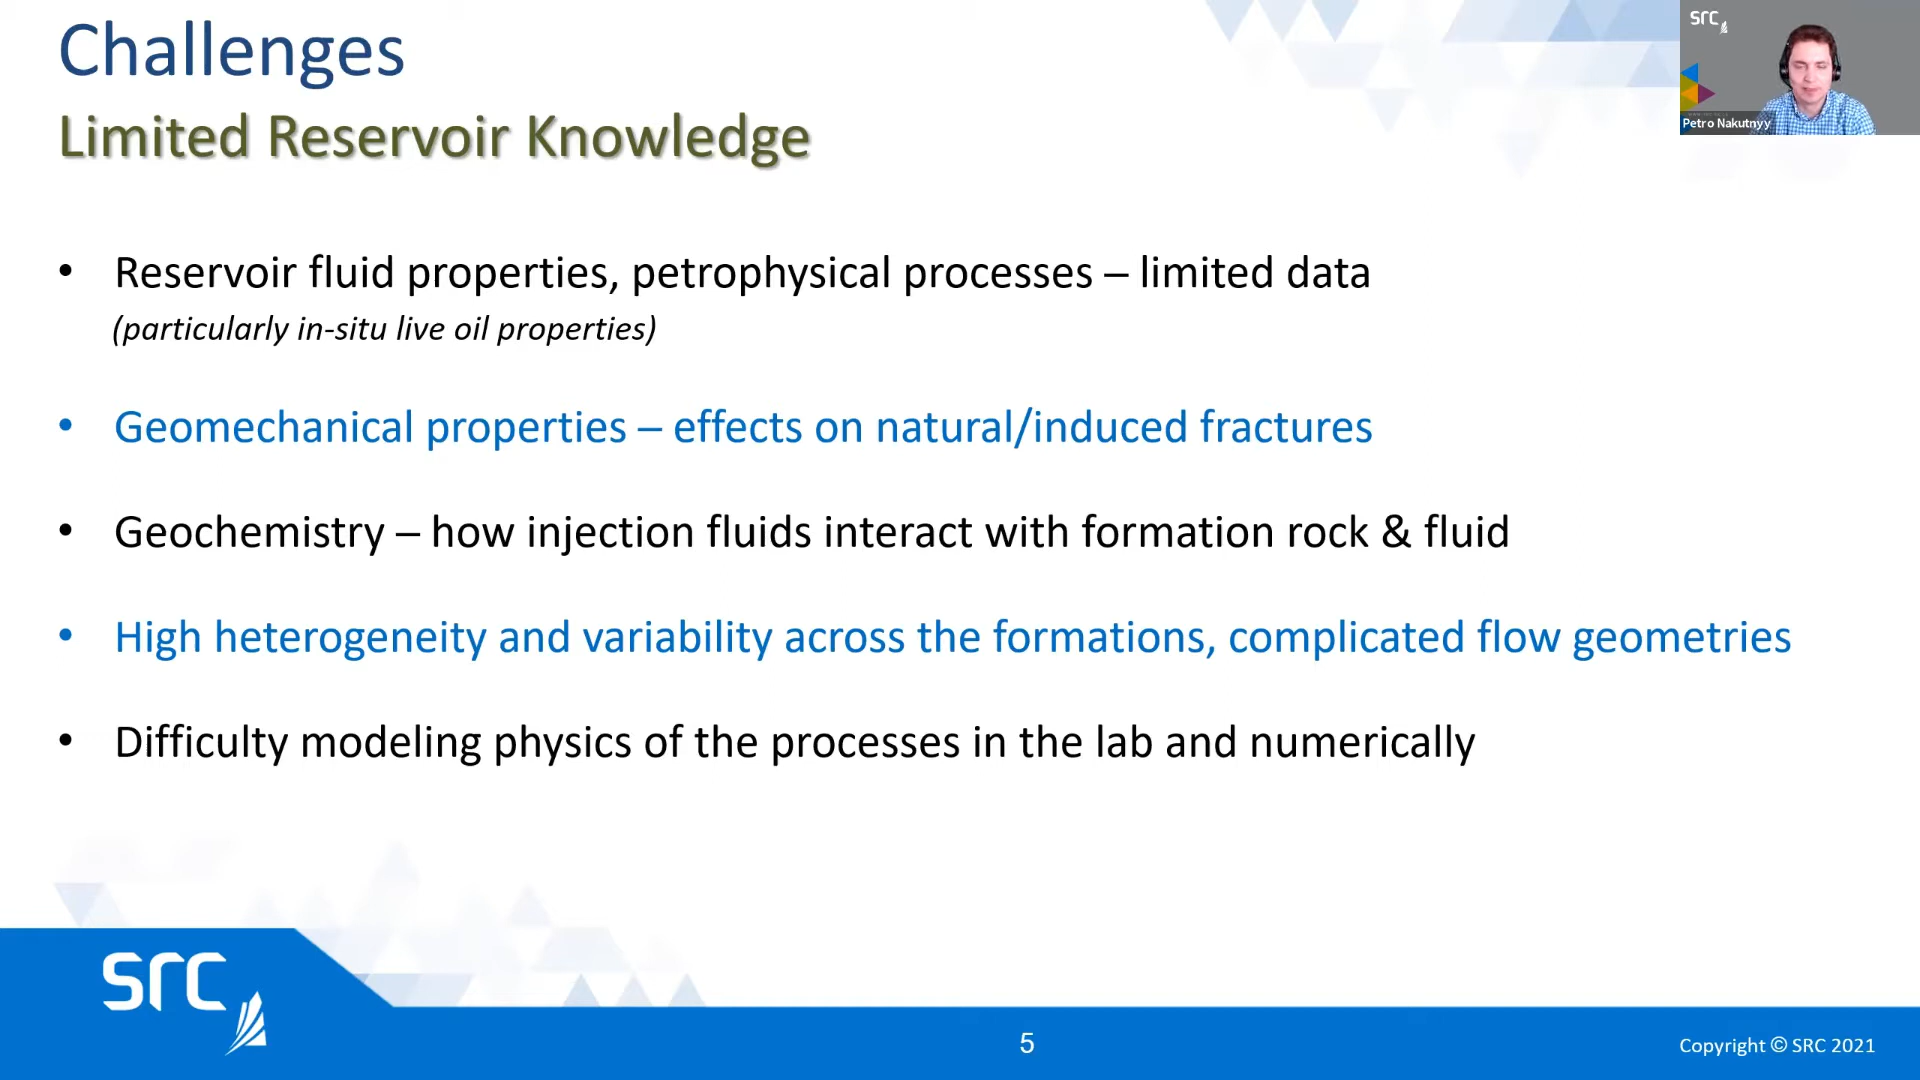 Challenges
Limited Reservoir Knowledge
src
Petro Nakutnyy
• Reservoir fluid properties, petrophysical processes – limited data
(particularly in-situ live oil properties)
• Geomechanical properties – effects on natural/induced fractures
• Geochemistry – how injection fluids interact with formation rock & fluid
• High heterogeneity and variability across the formations, complicated flow geometries
• Difficulty modeling physics of the processes in the lab and numerically
src
5
Copyright © SRC 2021